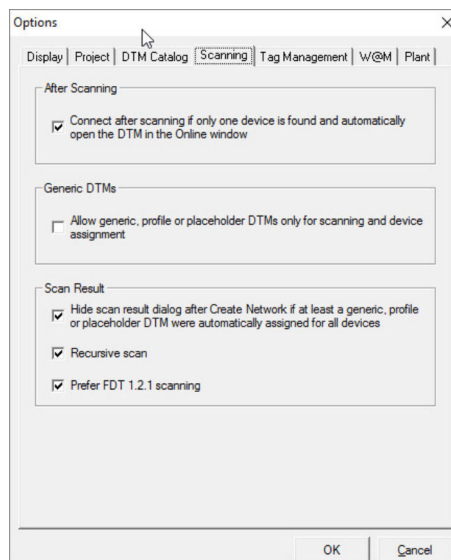 Options
Display Project DTM Catalog Scanning Tag Management W@M Plant
After Scanning
Connect after scanning if only one device is found and automatically
open the DTM in the Online window
Generic DTMs
Allow generic, profile or placeholder DTMs only for scanning and device
assignment
Scan Result
Hide scan result dialog after Create Network if at least a generic, profile
or placeholder DTM were automatically assigned for all devices
Recursive scan
Prefer FDT 1.2.1 scanning
OK Cancel